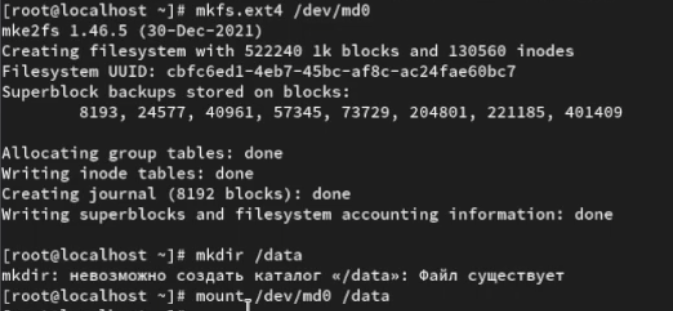 [root@localhost ~]# mkfs.ext4 /dev/md0
mke2fs 1.46.5 (30-Dec-2021)
Creating filesystem with 522240 1k blocks and 130560 inodes
Filesystem UUID: cbfc6ed1-4eb7-45bc-af8c-ac24fae60bc7
Superblock backups stored on blocks:
8193, 24577, 40961, 57345, 73729, 204801, 221185, 401409
Allocating group tables: done
Writing inode tables: done
Creating journal (8192 blocks): done
Writing superblocks and filesystem accounting information: done
[root@localhost ~]# mkdir /data
mkdir: невозможно создать каталог «/data»: Файл существует
[root@localhost ~]# mount /dev/md0 /data